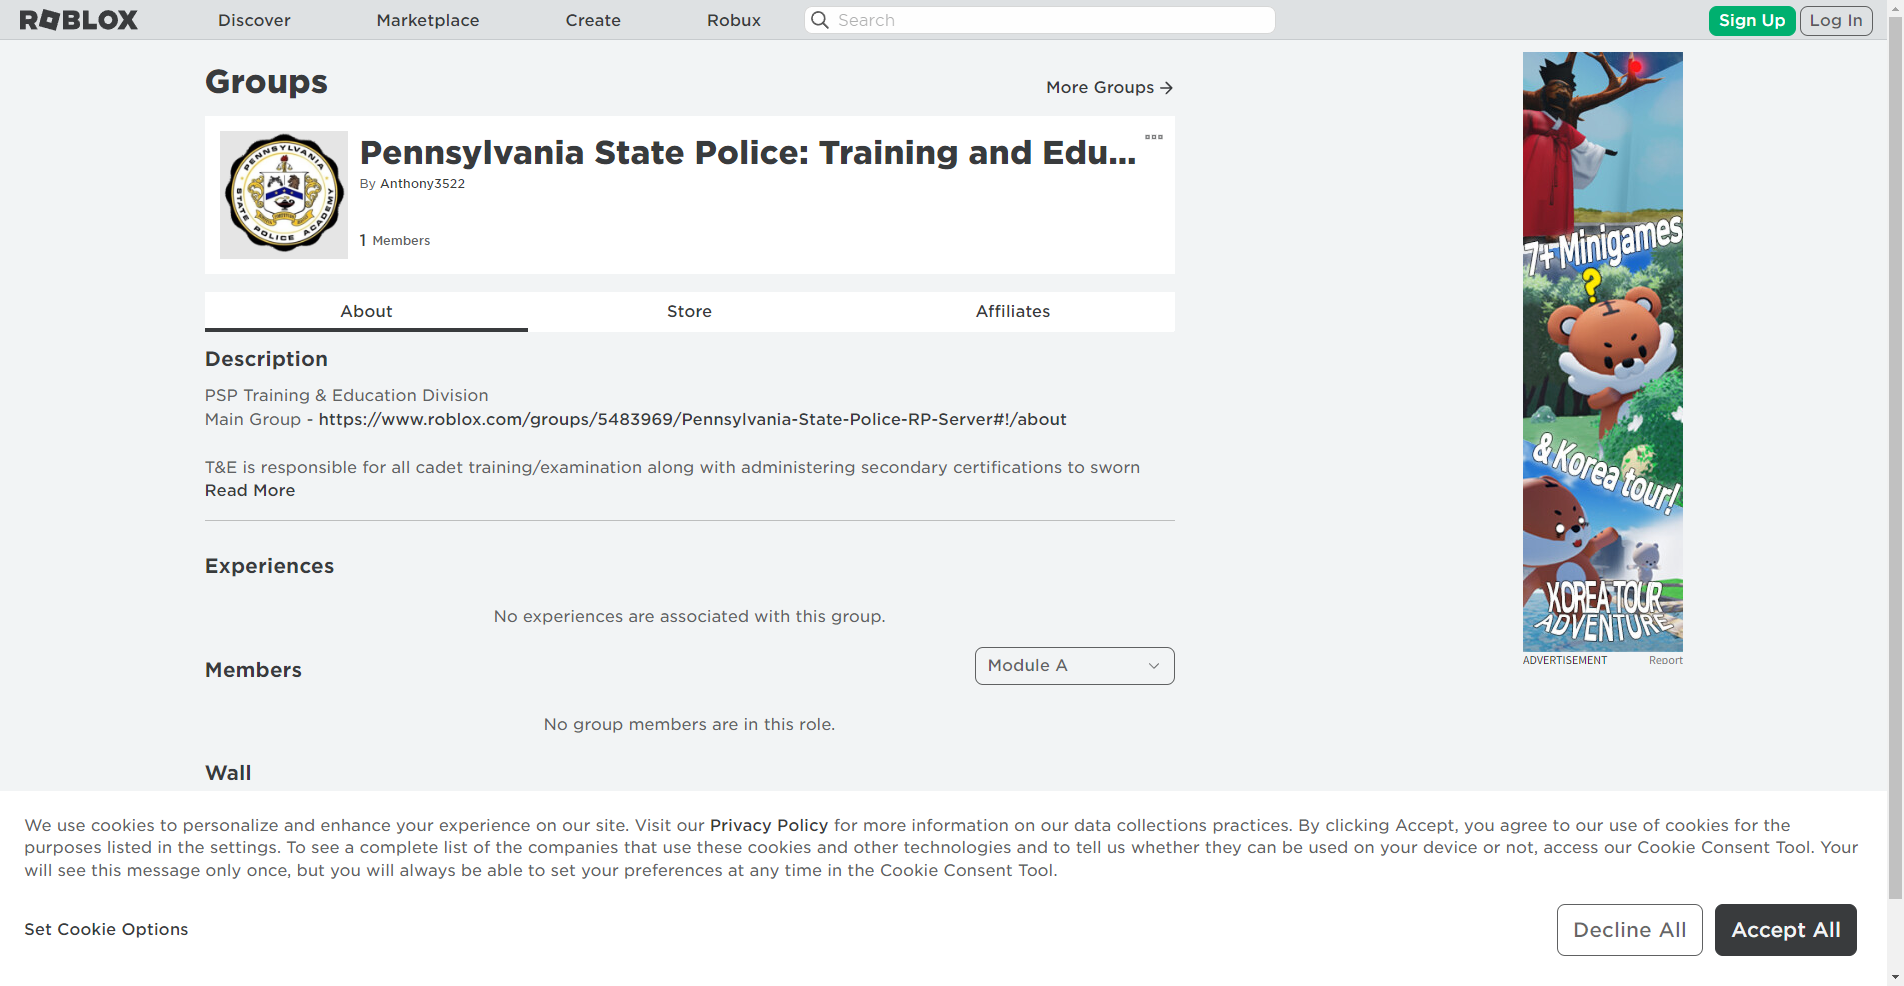 ROBLOX
Discover
Marketplace
Create
Robux
Search
Sign Up
Log In
Groups
More Groups
PENNSYLVANIA
STATE POLICE ACADEMY
Pennsylvania State Police: Training and Edu...
By Anthony3522
1 Members
About
Store
Affiliates
Description
PSP Training & Education Division
Main Group - https://www.roblox.com/groups/5483969/Pennsylvania-State-Police-RP-Server#!/about
T&E is responsible for all cadet training/examination along with administering secondary certifications to sworn
Read More
Experiences
No experiences are associated with this group.
Members
Module A
No group members are in this role.
Wall
7+ Minigames
?
& Korea tour!
KOREA TOUR
ADVENTURE
ADVERTISEMENT
Report
We use cookies to personalize and enhance your experience on our site. Visit our Privacy Policy for more information on our data collections practices. By clicking Accept, you agree to our use of cookies for the
purposes listed in the settings. To see a complete list of the companies that use these cookies and other technologies and to tell us whether they can be used on your device or not, access our Cookie Consent Tool. Your
will see this message only once, but you will always be able to set your preferences at any time in the Cookie Consent Tool.
Set Cookie Options
Decline All
Accept All